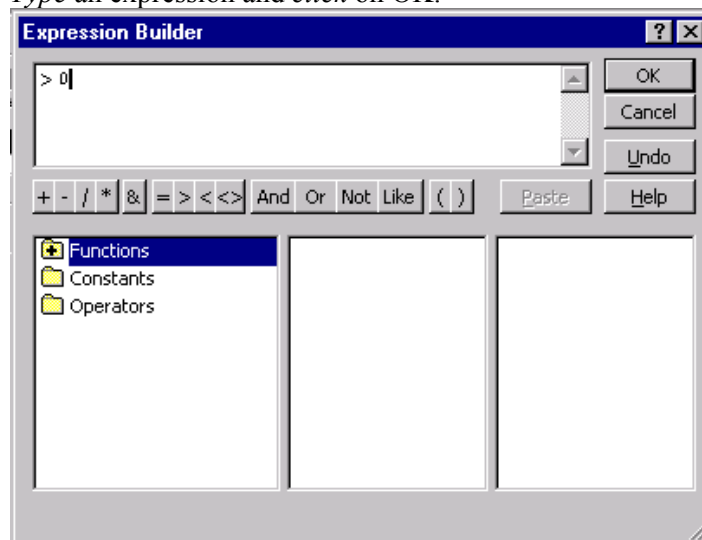 Type an expression and click on OK.
Expression Builder
> 0
OK
Cancel
Undo
+ - / * & = > < <> And Or Not Like ( ) Paste Help
Functions
Constants
Operators